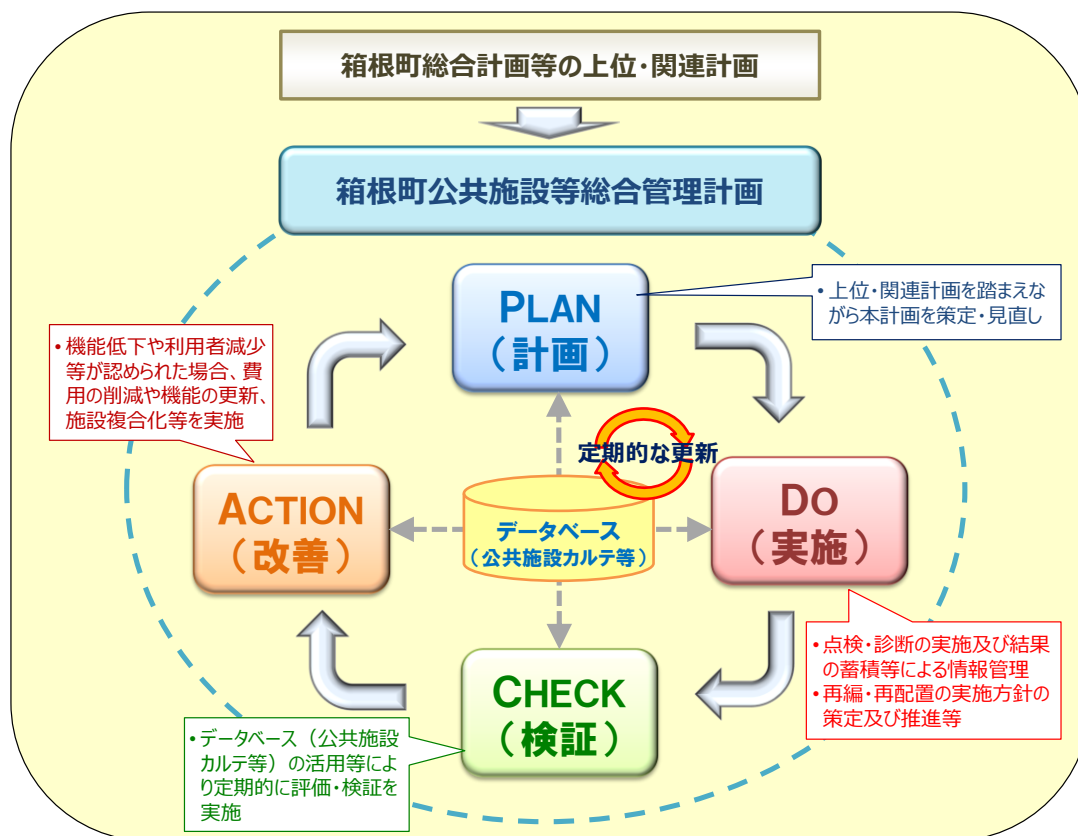 箱根町総合計画等の上位・関連計画
箱根町公共施設等総合管理計画
PLAN
（計画）
・上位・関連計画を踏まえな
がら本計画を策定・見直し
・機能低下や利用者減少
等が認められた場合、費
用の削減や機能の更新、
施設複合化等を実施
定期的な更新
ACTION
（改善）
データベース
（公共施設カルテ等）
DO
（実施）
・点検・診断の実施及び結果
の蓄積等による情報管理
・再編・再配置の実施方針の
策定及び推進等
CHECK
（検証）
・データベース（公共施設
カルテ等）の活用等によ
り定期的に評価・検証を
実施